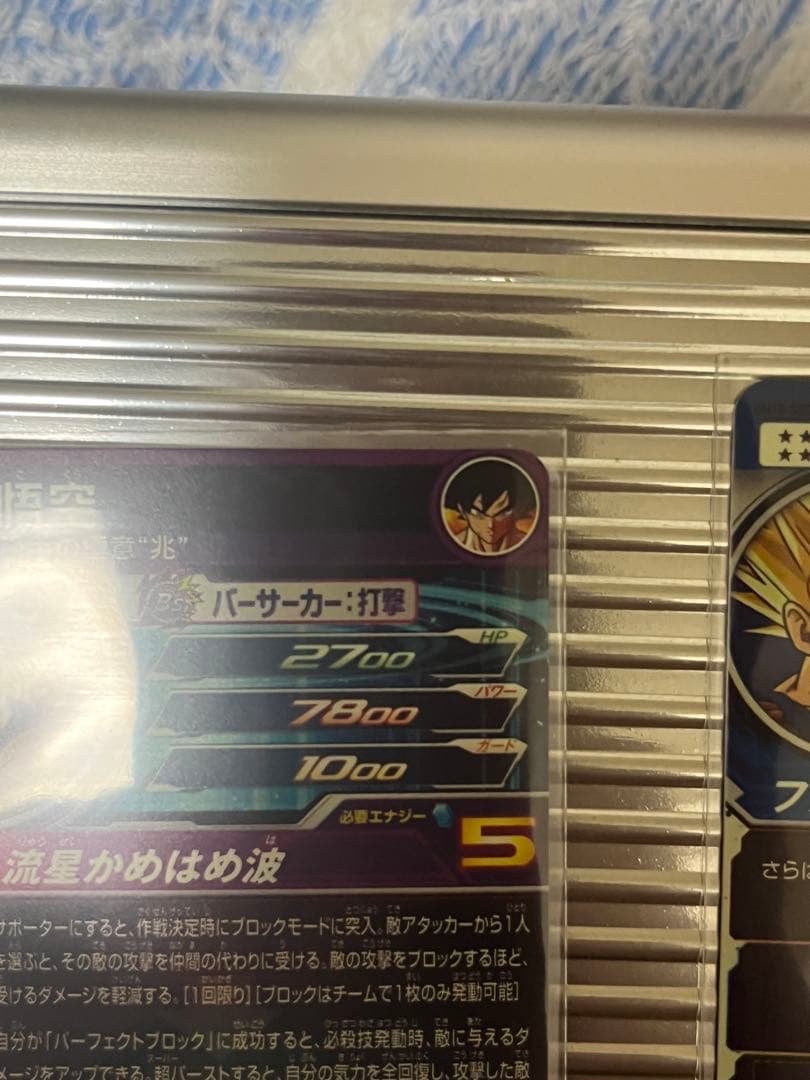 悟空
意“兆”
BS
バーサーカー:打撃
HP
2700
パワー
7800
ガード
1000
必要エナジー
5
流星かめはめ波
サポーターにすると、作戦決定時にブロックモードに突入。敵アタッカーから1人
を選ぶと、その敵の攻撃を仲間の代わりに受ける。敵の攻撃をブロックするほど、
受けるダメージを軽減する。[1回限り][ブロックはチームで1枚のみ発動可能]
自分が「パーフェクトブロック」に成功すると、必殺技発動時、敵に与えるダ
メージをアップできる。超バーストすると、自分の気力を全回復し、攻撃した敵
フ
さらは